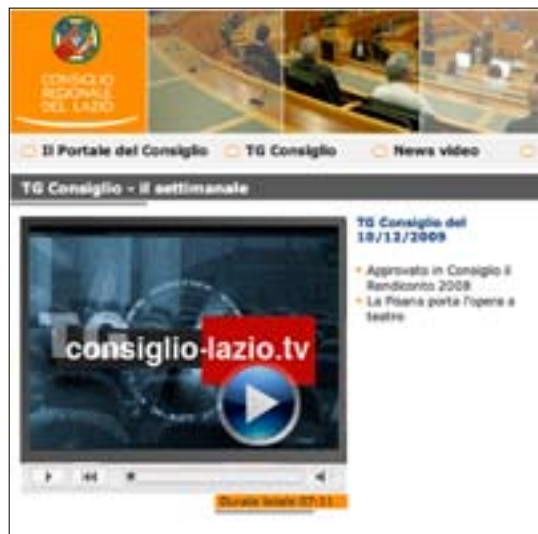 CONSIGLIO
REGIONALE
DEL LAZIO
Il Portale del Consiglio
TG Consiglio
News video
TG Consiglio - il settimanale
TG Consiglio del
10/12/2009
Approvato in Consiglio il
Rendiconto 2008
La Pisana porta l'opera a
teatro
TG
consiglio-lazio.tv
Durata totale 07:11